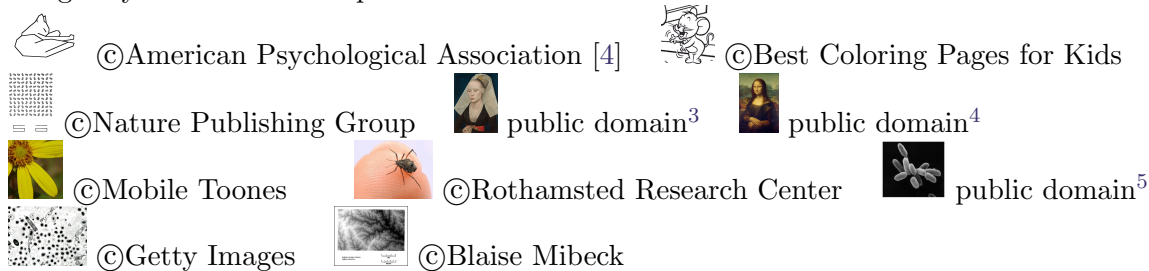 ©American Psychological Association [4] ©Best Coloring Pages for Kids
©Nature Publishing Group public domain3 public domain4
©Mobile Toones ©Rothamsted Research Center public domain5
©Getty Images ©Blaise Mibeck